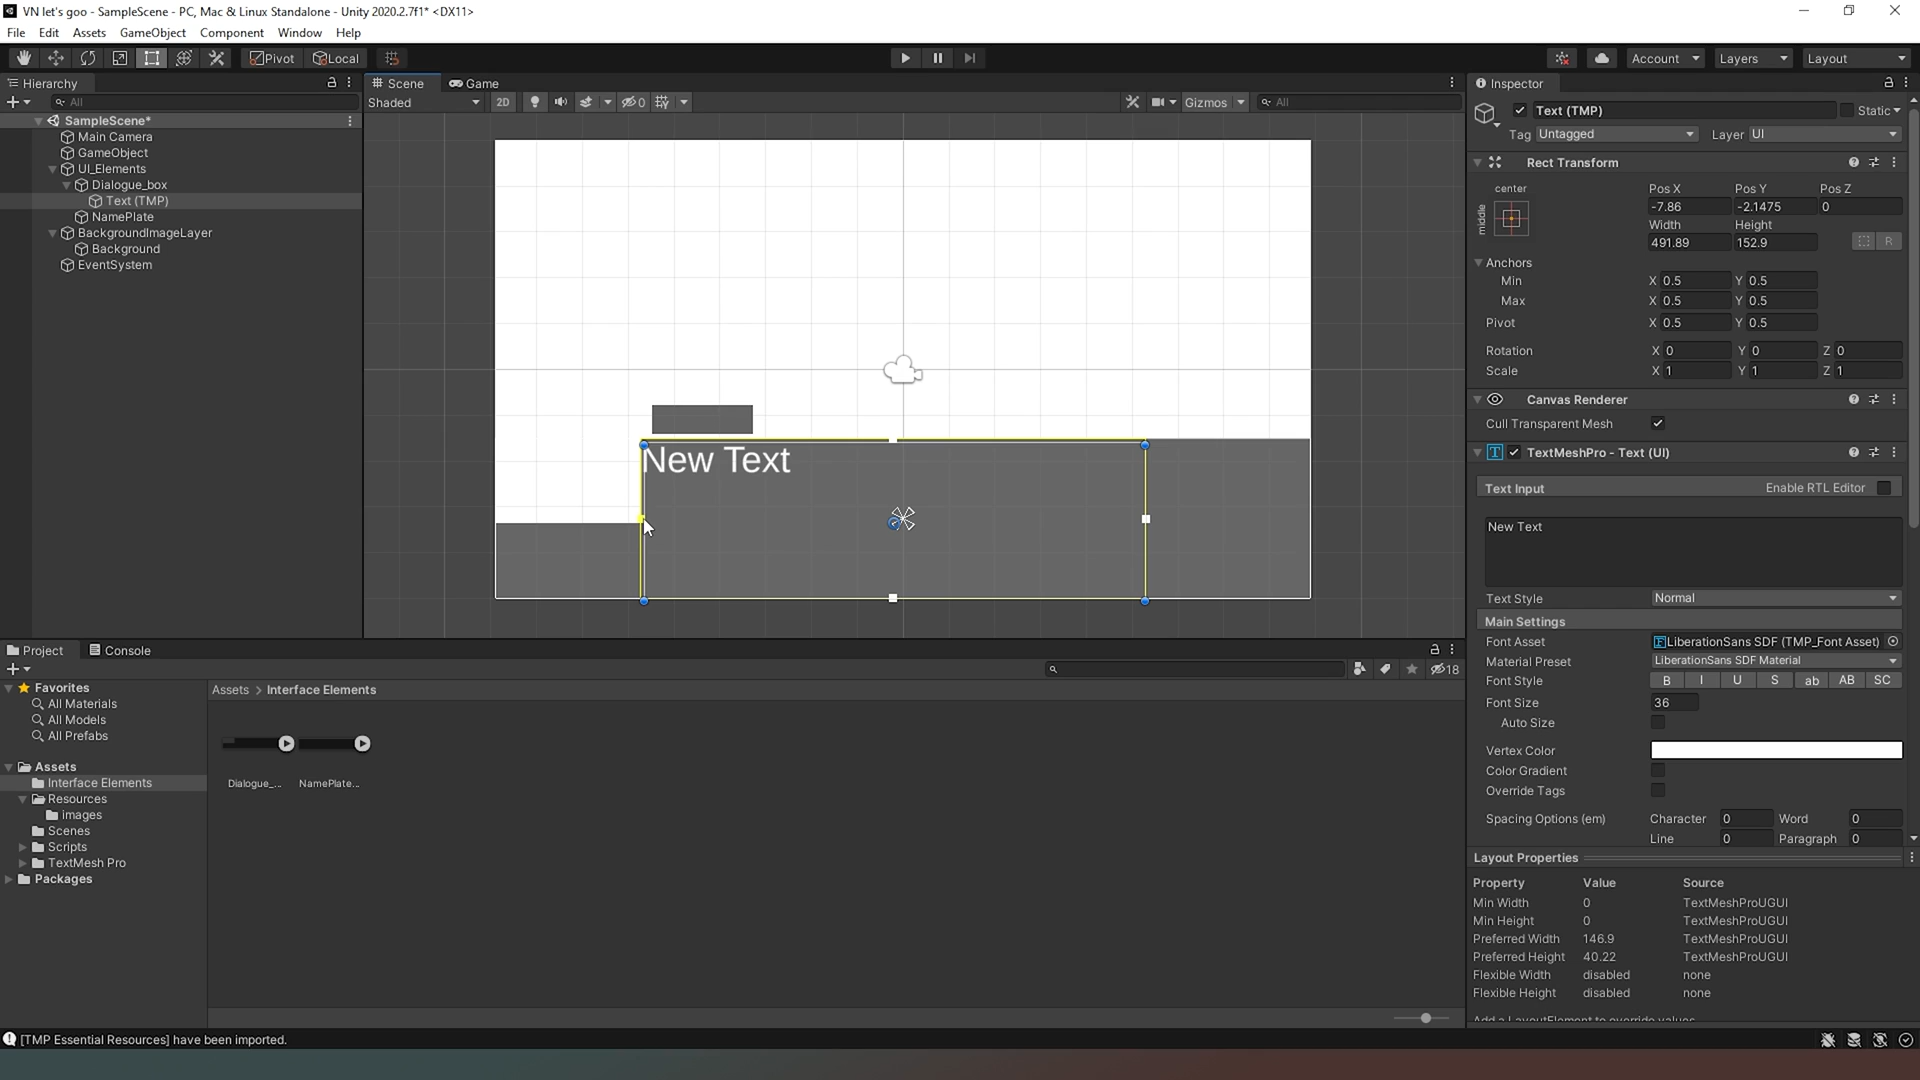 VN let's goo - SampleScene - PC, Mac & Linux Standalone - Unity 2020.2.7f1* <DX11>
File Edit Assets GameObject Component Window Help
Pivot Local Account Layers Layout
Hierarchy
All
SampleScene*
Main Camera
GameObject
UI_Elements
Dialogue_box
Text (TMP)
NamePlate
BackgroundImageLayer
Background
EventSystem
Scene Game
Shaded 2D 0 Gizmos All
New Text
Inspector
Text (TMP) Static
Tag Untagged Layer UI
Rect Transform
center
middle
Pos X Pos Y Pos Z
-7.86 -2.1475 0
Width Height
491.89 152.9 R
Anchors
Min X 0.5 Y 0.5
Max X 0.5 Y 0.5
Pivot X 0.5 Y 0.5
Rotation X 0 Y 0 Z 0
Scale X 1 Y 1 Z 1
Canvas Renderer
Cull Transparent Mesh
TextMeshPro - Text (UI)
Text Input Enable RTL Editor
New Text
Text Style Normal
Main Settings
Font Asset LiberationSans SDF (TMP_Font Asset)
Material Preset LiberationSans SDF Material
Font Style B I U S ab AB SC
Font Size 36
Auto Size
Vertex Color
Color Gradient
Override Tags
Spacing Options (em) Character 0 Word 0
Line 0 Paragraph 0
Layout Properties
Property Value Source
Min Width 0 TextMeshProUGUI
Min Height 0 TextMeshProUGUI
Preferred Width 146.9 TextMeshProUGUI
Preferred Height 40.22 TextMeshProUGUI
Flexible Width disabled none
Flexible Height disabled none
Add a LayoutElement to override values
Project Console
18
Favorites
All Materials
All Models
All Prefabs
Assets
Interface Elements
Resources
images
Scenes
Scripts
TextMesh Pro
Packages
Assets > Interface Elements
Dialogue_... NamePlate...
[TMP Essential Resources] have been imported.